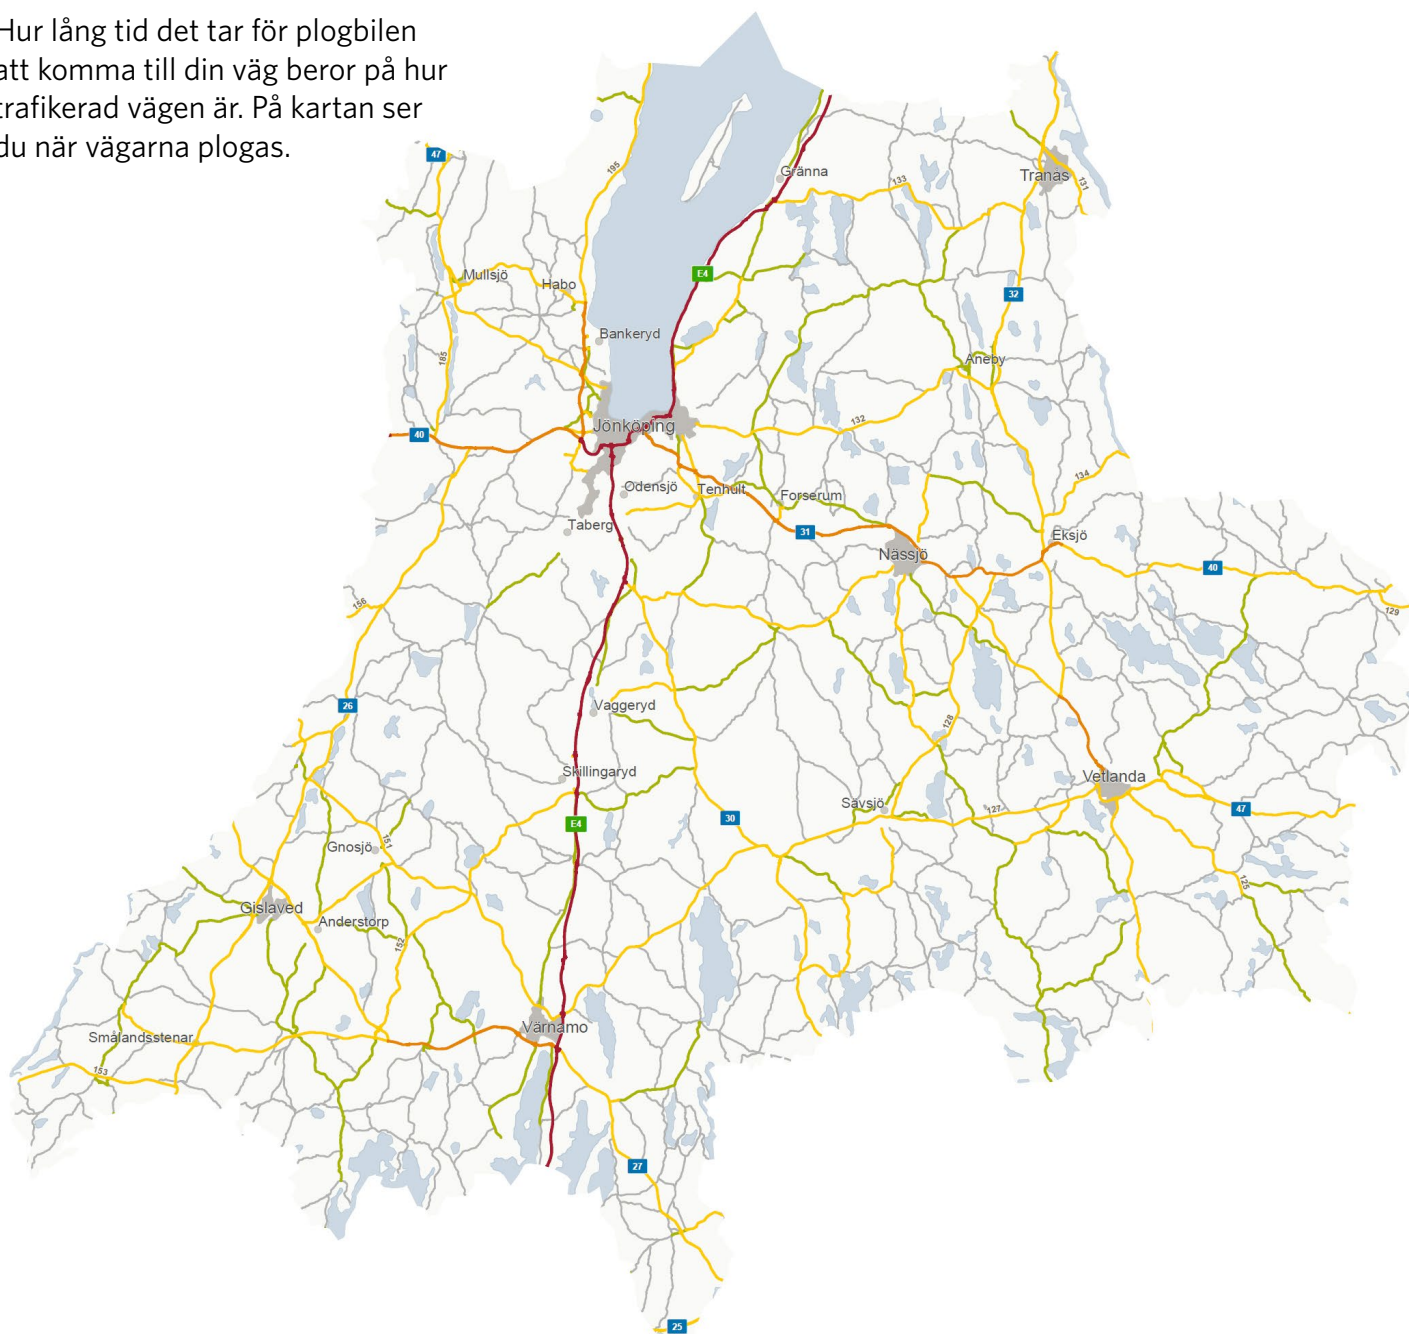 Hur lång tid det tar för plogbilen
att komma till din väg beror på hur
trafikerad vägen är. På kartan ser
du när vägarna plogas.
47
195
Gränna
133
Tranås
131
Mullsjö
Habo
E4
32
Bankeryd
185
Aneby
Jönköping
132
40
134
Odensjö
Tenhult
Forserum
Taberg
31
Nässjö
Eksjö
40
156
129
26
Vaggeryd
128
Skillingaryd
Vetlanda
Sävsjö
127
47
E4
30
Gnosjö
151
125
Gislaved
Anderstorp
152
Värnamo
Smålandsstenar
153
27
25